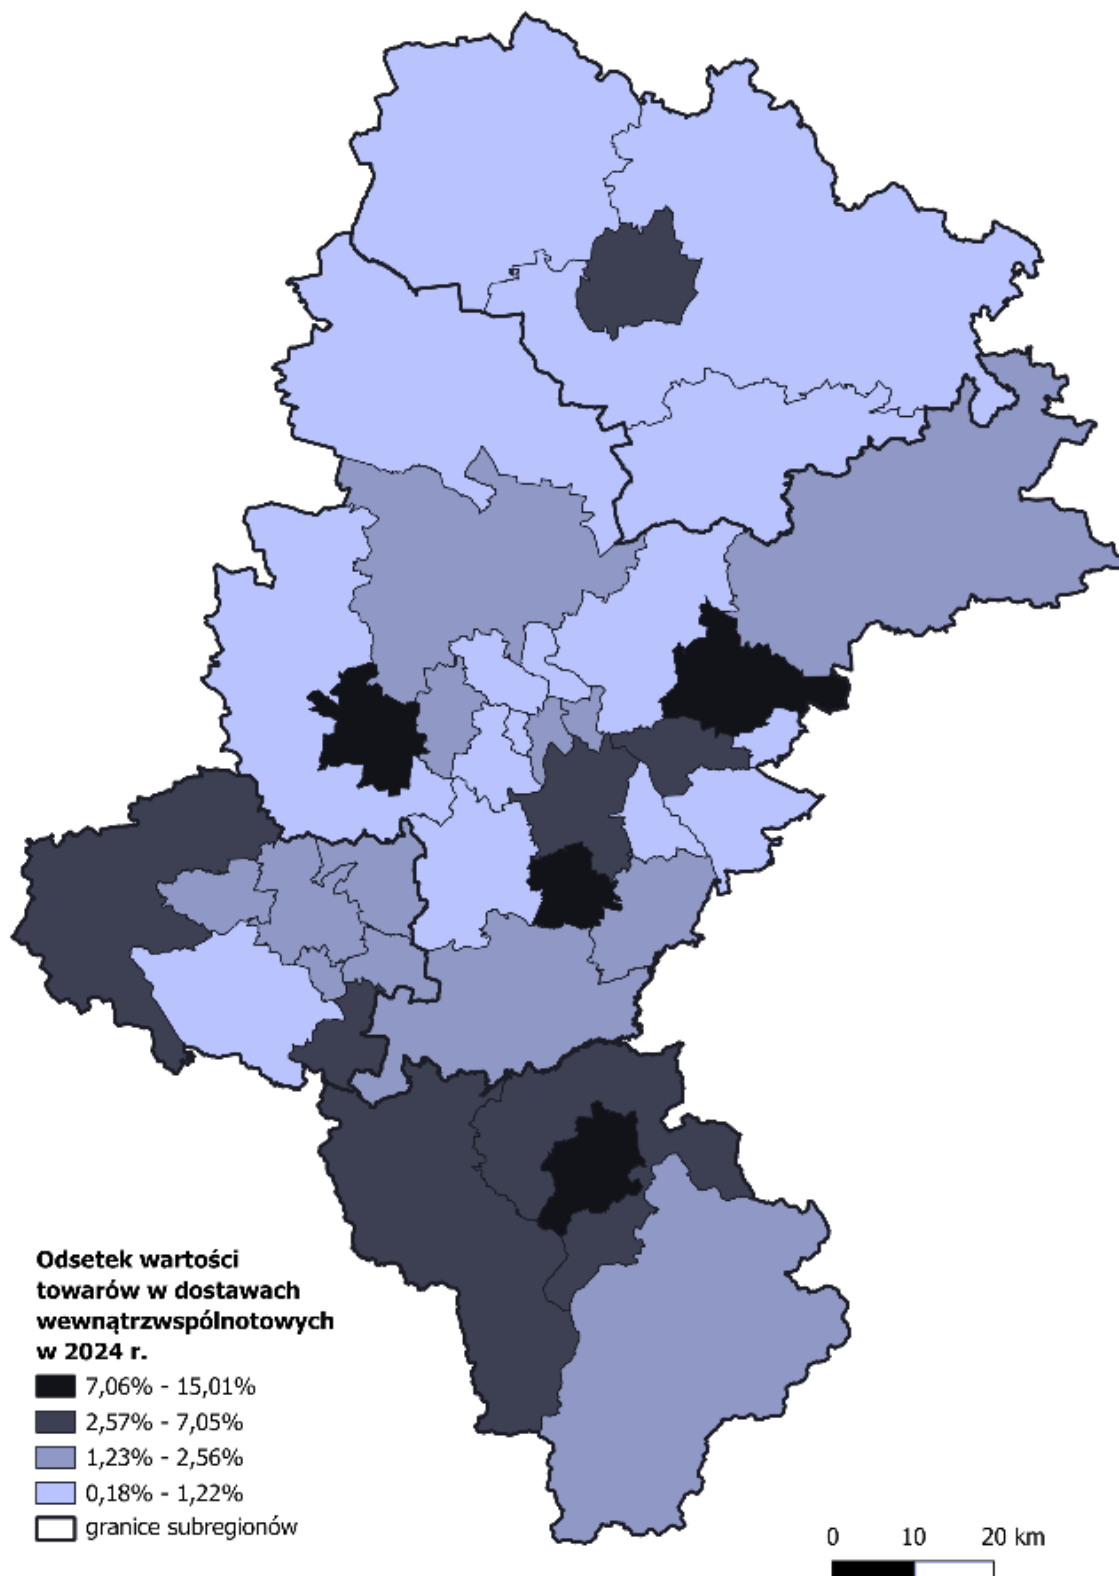 Odsetek wartości
towarów w dostawach
wewnątrzwspólnotowych
w 2024 r.
7,06% - 15,01%
2,57% - 7,05%
1,23% - 2,56%
0,18% - 1,22%
granice subregionów
0 10 20 km